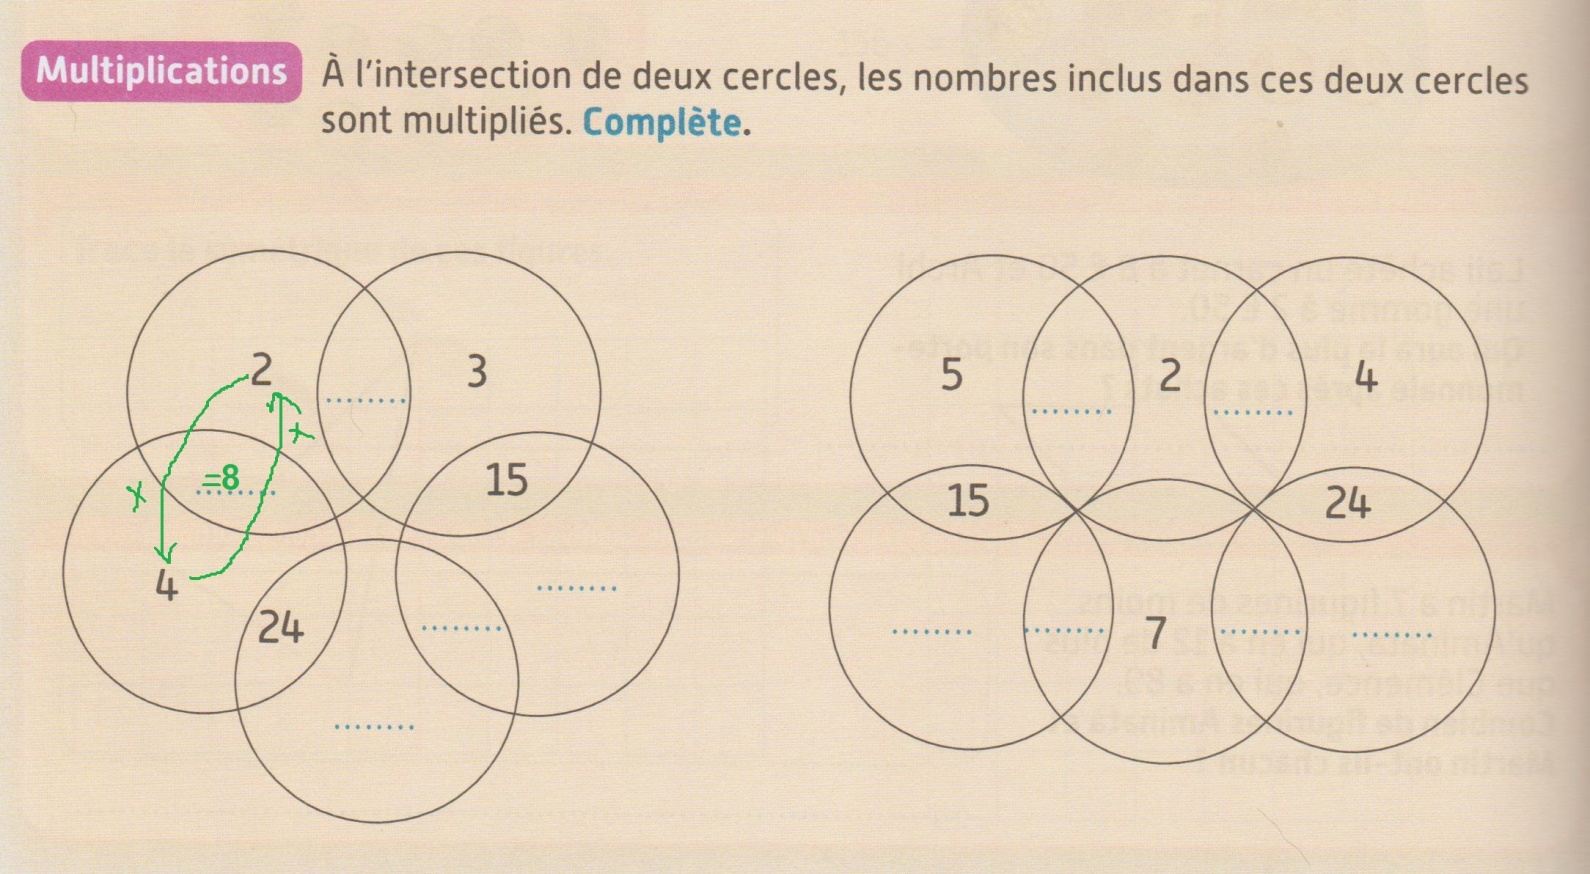 Multiplications À l'intersection de deux cercles, les nombres inclus dans ces deux cercles
sont multipliés. Complète.
2 ........ 3
=8
15
x
x
4
24
........
........
........
5 ........ 2 ........ 4
15 24
........ ........ 7 ........ ........